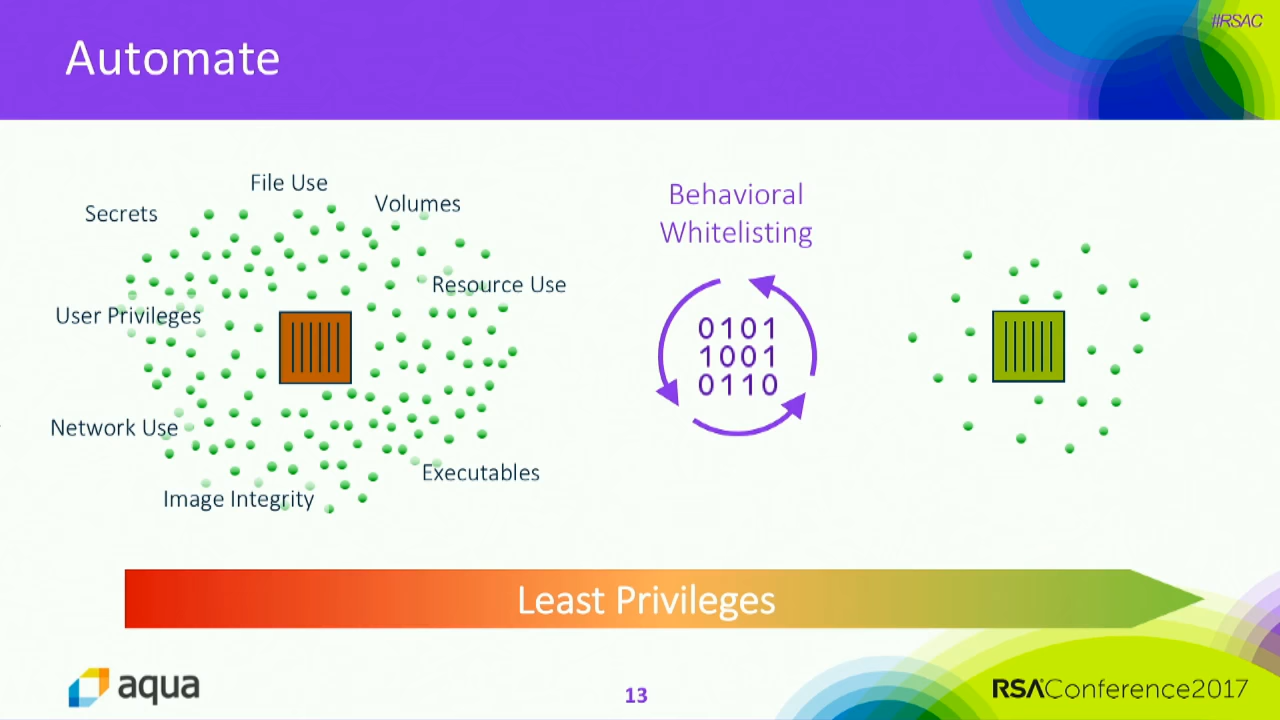 #RSAC
Automate
File Use
Volumes
Secrets
Resource Use
User Privileges
Network Use
Executables
Image Integrity
Behavioral
Whitelisting
0101
1001
0110
Least Privileges
aqua
13
RSAConference2017